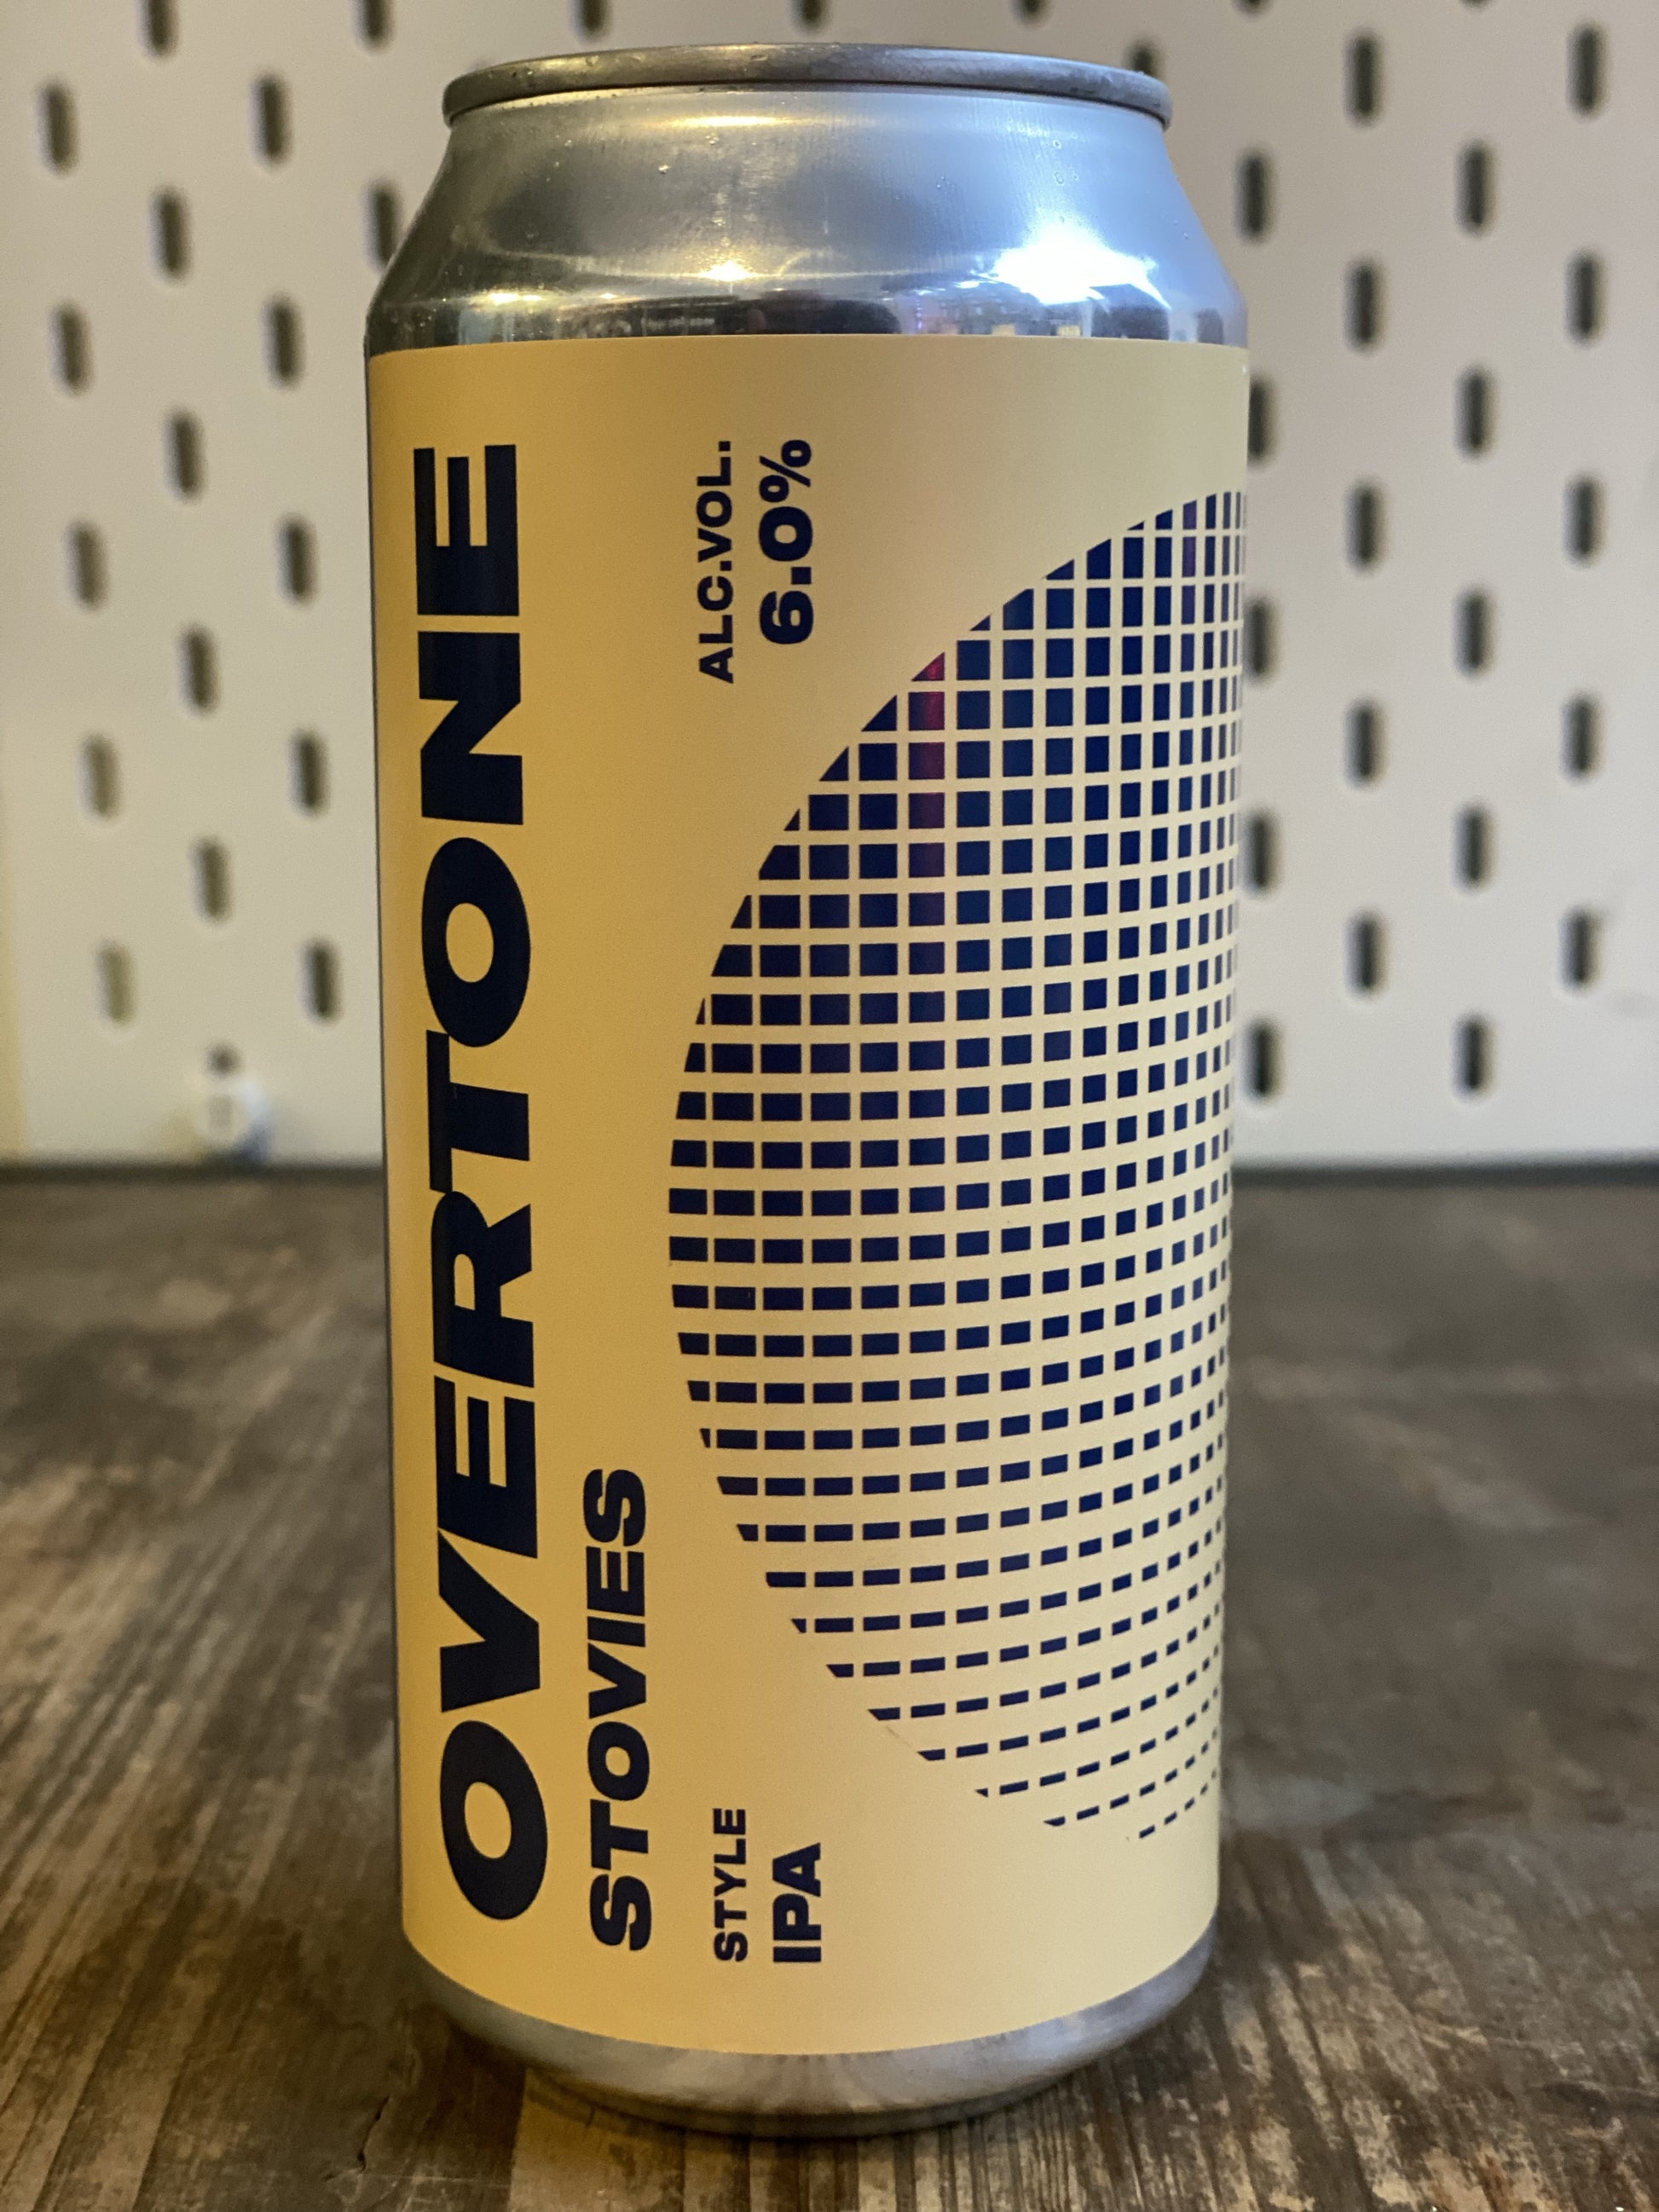 OVERTONE
STOVIES
STYLE
IPA
ALC.VOL.
6.0%